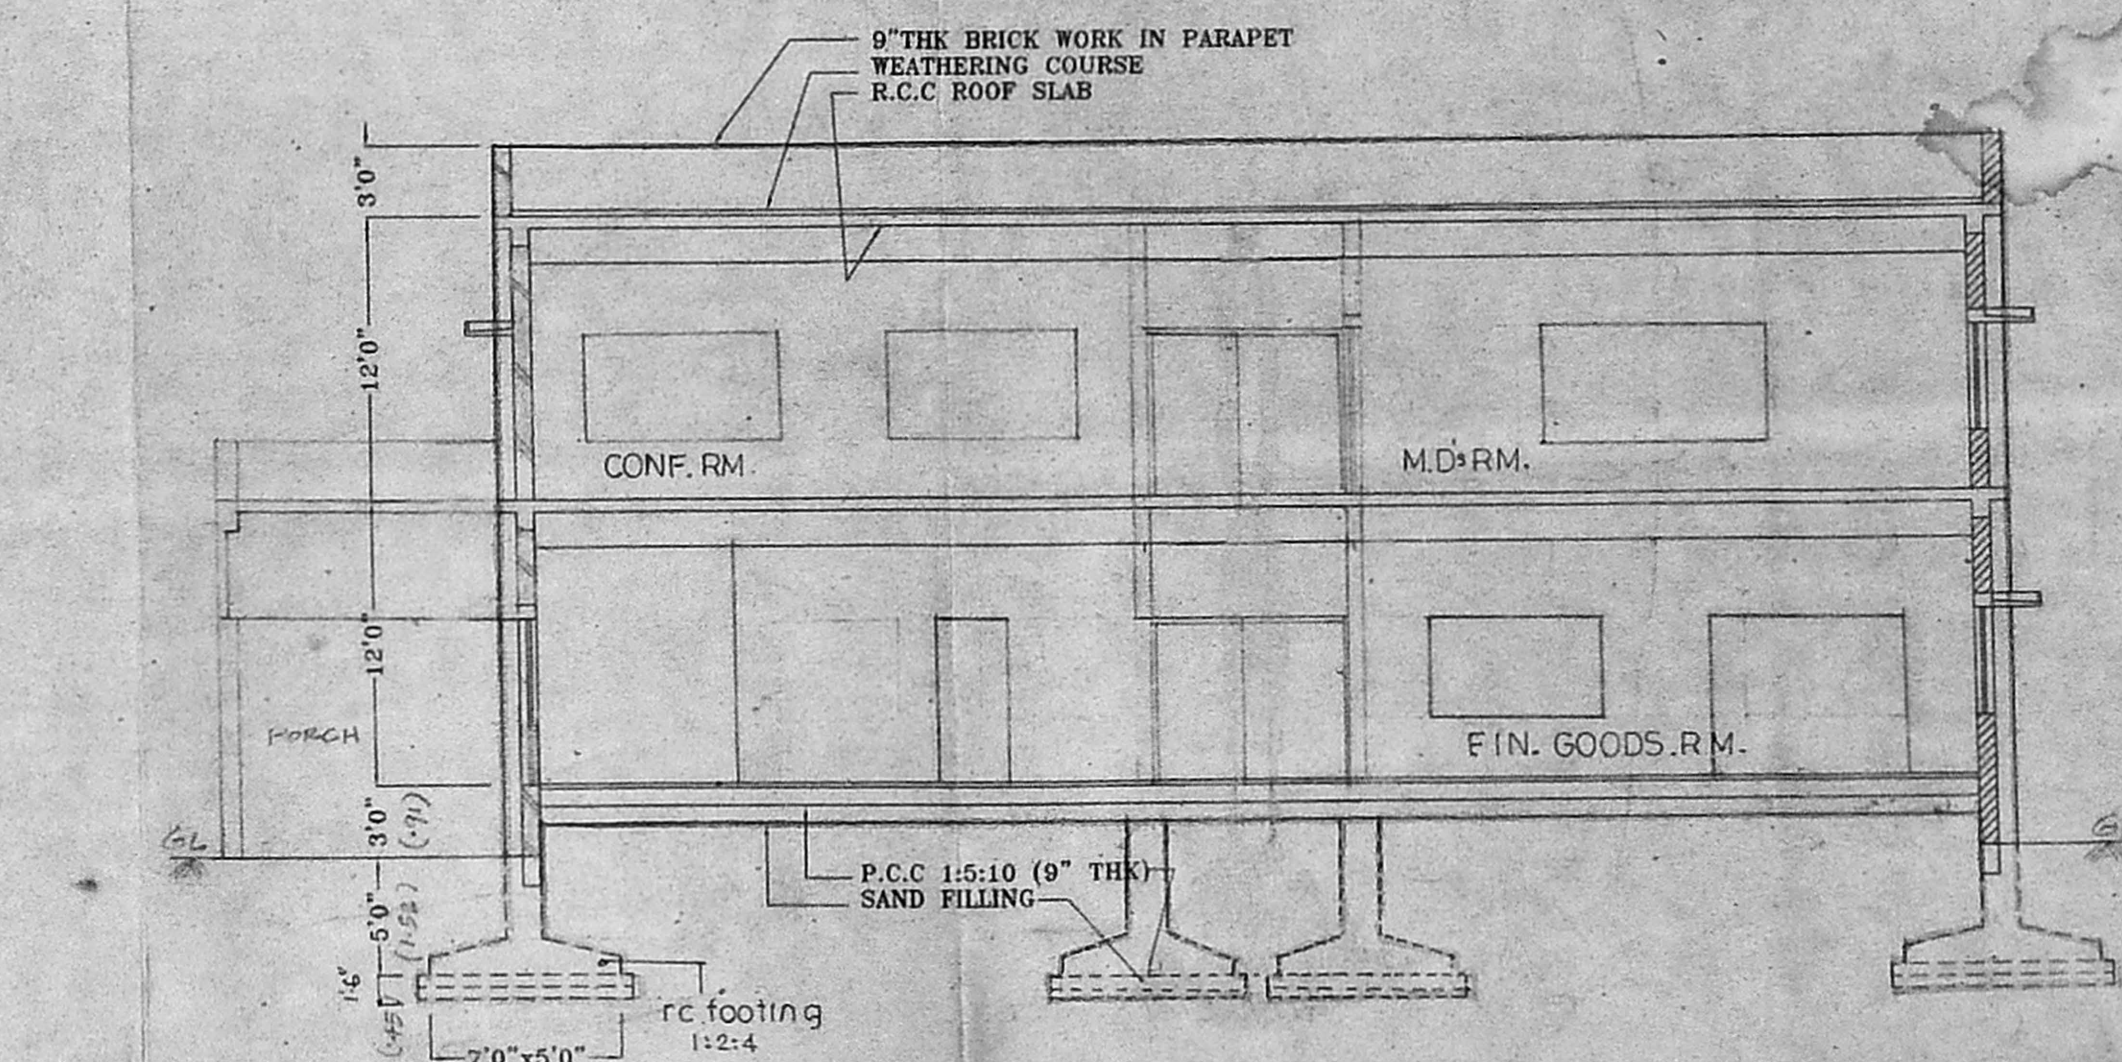 9"THK BRICK WORK IN PARAPET
WEATHERING COURSE
R.C.C ROOF SLAB
3'0"
12'0"
CONF. RM.
M.D's RM.
12'0"
PORCH
FIN. GOODS. RM.
3'0"
(.91)
GL
G
P.C.C 1:5:10 (9" THK)
SAND FILLING
5'0"
(1.52)
1'6"
(.45)
rc footing
1:2:4
7'0"x5'0"